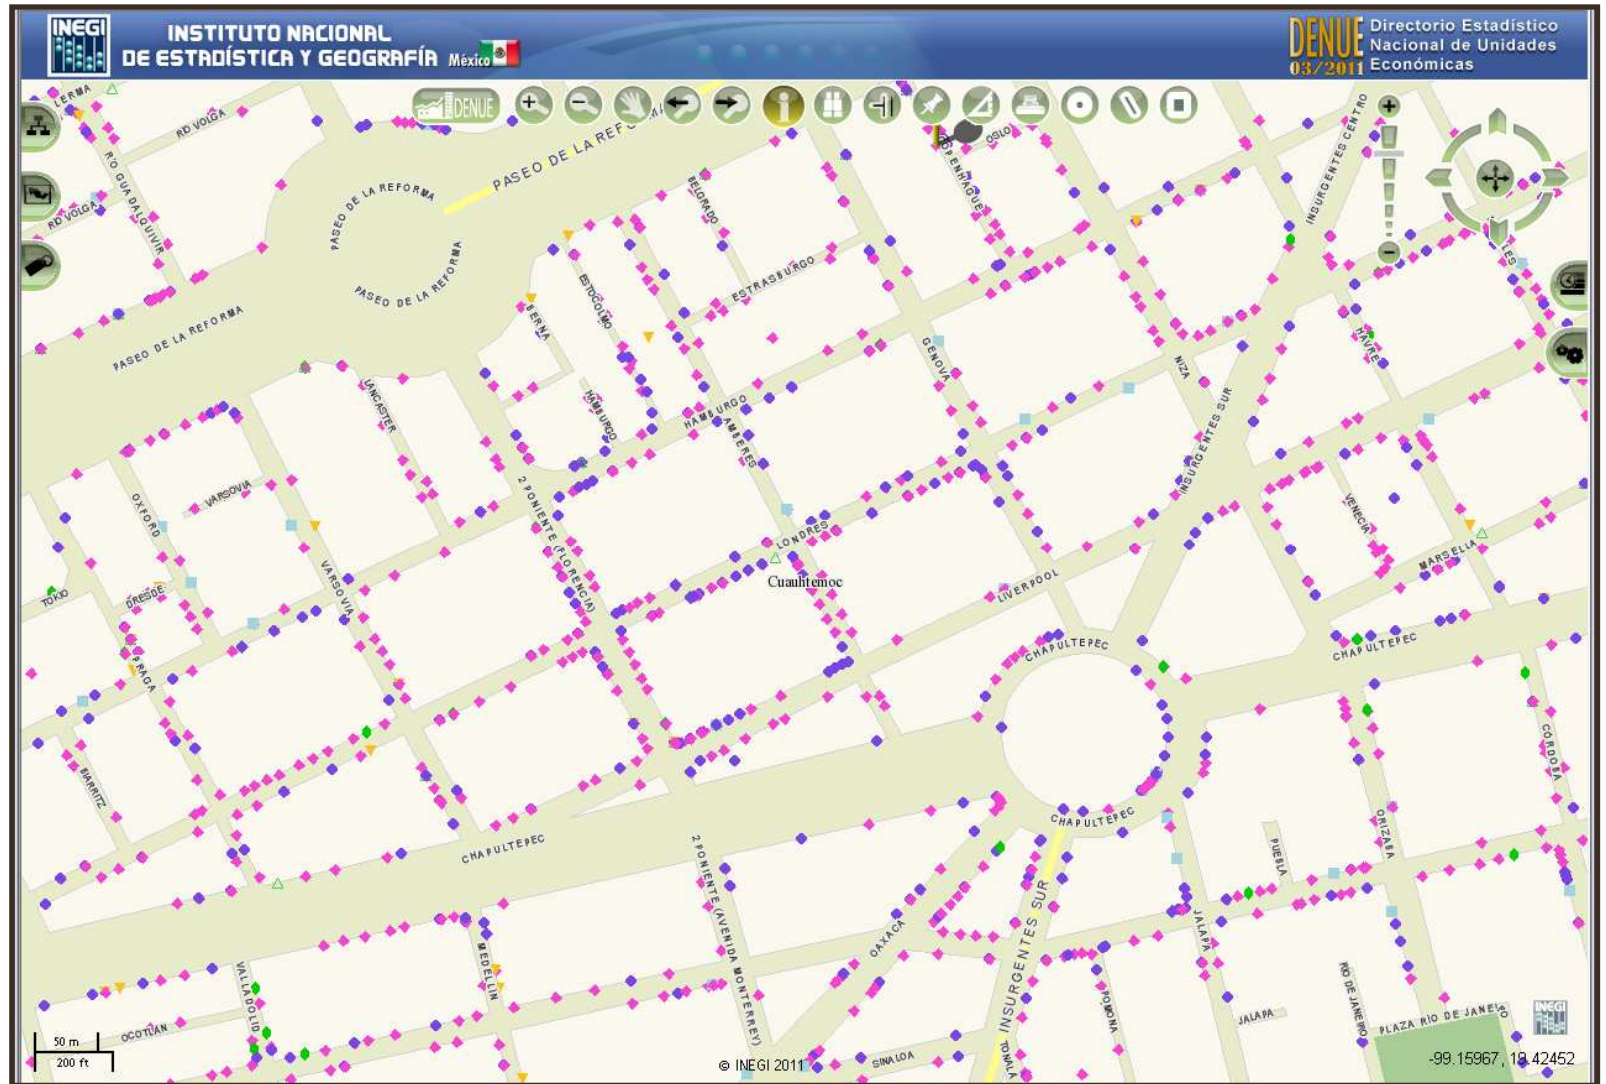 INEGI
INSTITUTO NACIONAL
DE ESTADÍSTICA Y GEOGRAFÍA México
DENUE
03/2011
Directorio Estadístico
Nacional de Unidades
Económicas
DENUE
LERMA
RIO VOLGA
RIO GUADALQUIVIR
RIO VOLGA
PASEO DE LA REFORMA
PASEO DE LA REFORMA
PASEO DE LA REFORMA
BELGRADO
COPENHAGUE
OSLO
INSURGENTES CENTRO
ESTRASBURGO
ESTOCOLMO
BERNA
PASEO DE LA REFORMA
GENOVA
NIZA
HAVRE
LANCASTER
HAMBURGO
HAMBURGO
AMBERES
INSURGENTES SUR
OXFORD
VARSOVIA
2 PONIENTE (FLORENCIA)
LONDRES
VENECIA
MARSELLA
Cuauhtemoc
TOKIO
DRESDE
VARSOVIA
LIVERPOOL
CHAPULTEPEC
CHAPULTEPEC
PRAGA
BIARRITZ
CORDOBA
CHAPULTEPEC
CHAPULTEPEC
ORIZABA
PUEBLA
2 PONIENTE (AVENIDA MONTERREY)
OAXACA
INSURGENTES SUR
JALAPA
MEDELLIN
VALLADOLID
POMONA
RIO DE JANEIRO
JALAPA
PLAZA RIO DE JANEIRO
OCOTLAN
SINALOA
TONALA
INEGI
50 m
200 ft
© INEGI 2011
-99.15967, 19.42452